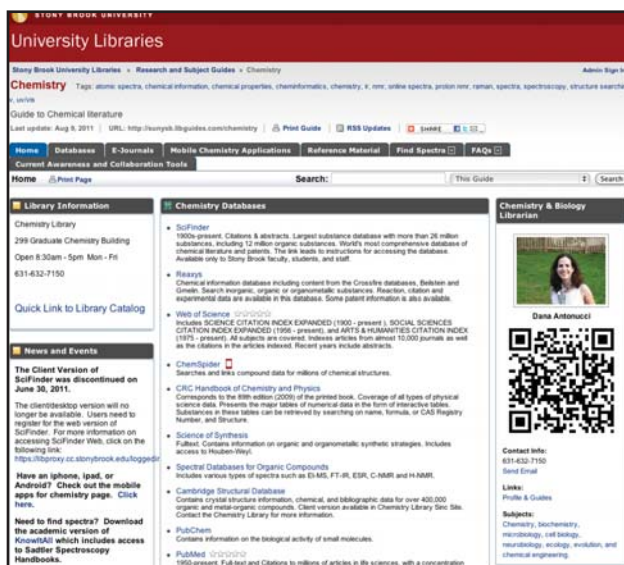 STONY BROOK UNIVERSITY
University Libraries
Stony Brook University Libraries » Research and Subject Guides » Chemistry
Admin Sign In
Chemistry Tags: atomic spectra, chemical information, chemical properties, cheminformatics, chemistry, ir, nmr, online spectra, proton nmr, raman, spectra, spectroscopy, structure searching
v, uv/vis
Guide to Chemical literature
Last update: Aug 9, 2011 | URL: http://sunysb.libguides.com/chemistry | Print Guide | RSS Updates | SHARE
Home Databases E-Journals Mobile Chemistry Applications Reference Material Find Spectra FAQs
Current Awareness and Collaboration Tools
Home Print Page Search: This Guide Search
Library Information
Chemistry Library
299 Graduate Chemistry Building
Open 8:30am - 5pm Mon - Fri
631-632-7150
Quick Link to Library Catalog
News and Events
The Client Version of
SciFinder was discontinued on
June 30, 2011.
The client/desktop version will no
longer be available. Users need to
register for the web version of
SciFinder. For more information on
accessing SciFinder Web, click on the
following link:
https://libproxy.cc.stonybrook.edu/loggedin
Have an iphone, ipad, or
Android? Check out the mobile
apps for chemistry page. Click
here.
Need to find spectra? Download
the academic version of
KnowItAll which includes access
to Sadtler Spectroscopy
Handbooks.
Chemistry Databases
SciFinder
1900s-present. Citations & abstracts. Largest substance database with more than 26 million
substances, including 12 million organic substances. World's most comprehensive database of
chemical literature and patents. The link leads to instructions for accessing the database.
Available only to Stony Brook faculty, students, and staff.
Reaxys
Chemical information database including content from the Crossfire databases, Beilstein and
Gmelin. Search inorganic, organic or organometallic substances. Reaction, citation and
experimental data are available in this database. Some patent information is also available.
Web of Science
Includes SCIENCE CITATION INDEX EXPANDED (1900 - present ), SOCIAL SCIENCES
CITATION INDEX EXPANDED (1956 - present), and ARTS & HUMANITIES CITATION INDEX
(1975 - present). All subjects are covered. Indexes articles from almost 10,000 journals as well
as the citations in the articles indexed. Recent years include abstracts.
ChemSpider
Searches and links compound data for millions of chemical structures.
CRC Handbook of Chemistry and Physics
Corresponds to the 89th edition (2009) of the printed book. Coverage of all types of physical
science data. Presents the major tables of numerical data in the form of interactive tables.
Substances in these tables can be retrieved by searching on name, formula, or CAS Registry
Number, and Structure.
Science of Synthesis
Fulltext. Contains information on organic and organometallic synthetic strategies. Includes
access to Houben-Weyl.
Spectral Databases for Organic Compounds
Includes various types of spectra such as EI-MS, FT-IR, ESR, C-NMR and H-NMR.
Cambridge Structural Database
Contains crystal structure information, chemical, and bibliographic data for over 400,000
organic and metal-organic compounds. Client version available in Chemistry Library Sinc Site.
Contact the Chemistry Library for more information.
PubChem
Contains information on the biological activity of small molecules.
PubMed
1950-present. Full-text and Citations to millions of articles in life sciences, with a concentration
Chemistry & Biology
Librarian
Dana Antonucci
Contact Info:
631-632-7150
Send Email
Links:
Profile & Guides
Subjects:
Chemistry, biochemistry,
microbiology, cell biology,
neurobiology, ecology, evolution, and
chemical engineering.